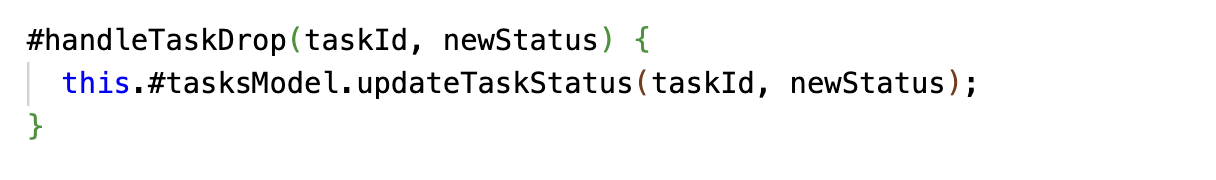 #handleTaskDrop(taskId, newStatus) {
  this.#tasksModel.updateTaskStatus(taskId, newStatus);
}